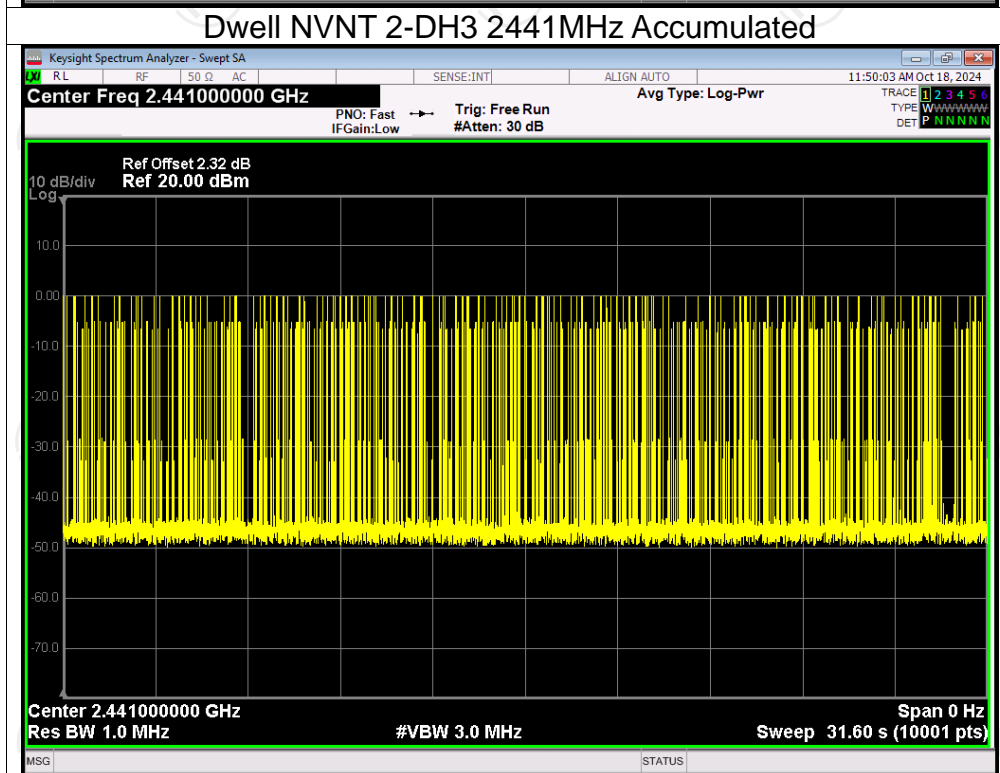 Dwell NVNT 2-DH3 2441MHz Accumulated
Keysight Spectrum Analyzer - Swept SA
LXI RL RF 50 Ω AC SENSE:INT ALIGN AUTO 11:50:03 AM Oct 18, 2024
Center Freq 2.441000000 GHz Avg Type: Log-Pwr TRACE 1 2 3 4 5 6
PNO: Fast Trig: Free Run TYPE WWWWWW
IFGain:Low #Atten: 30 dB DET P N N N N N
Ref Offset 2.32 dB
10 dB/div Ref 20.00 dBm
Log
10.0
0.00
-10.0
-20.0
-30.0
-40.0
-50.0
-60.0
-70.0
Center 2.441000000 GHz Span 0 Hz
Res BW 1.0 MHz #VBW 3.0 MHz Sweep 31.60 s (10001 pts)
MSG STATUS